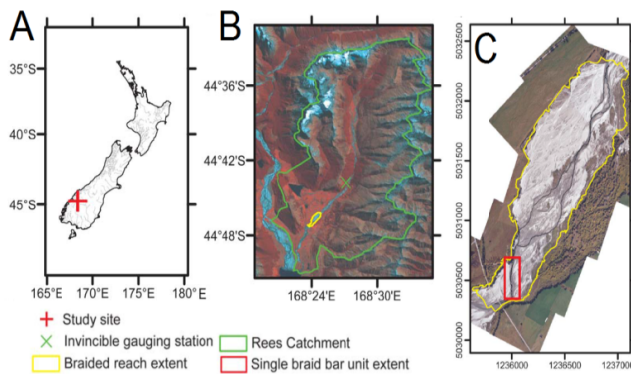 A
B
C
35°S
40°S
45°S
165°E
170°E
175°E
180°E
44°36'S
44°42'S
44°48'S
168°24'E
168°30'E
5032500
5032000
5031500
5031000
5030500
5030000
1236000
1236500
1237000
Study site
Invincible gauging station
Braided reach extent
Rees Catchment
Single braid bar unit extent